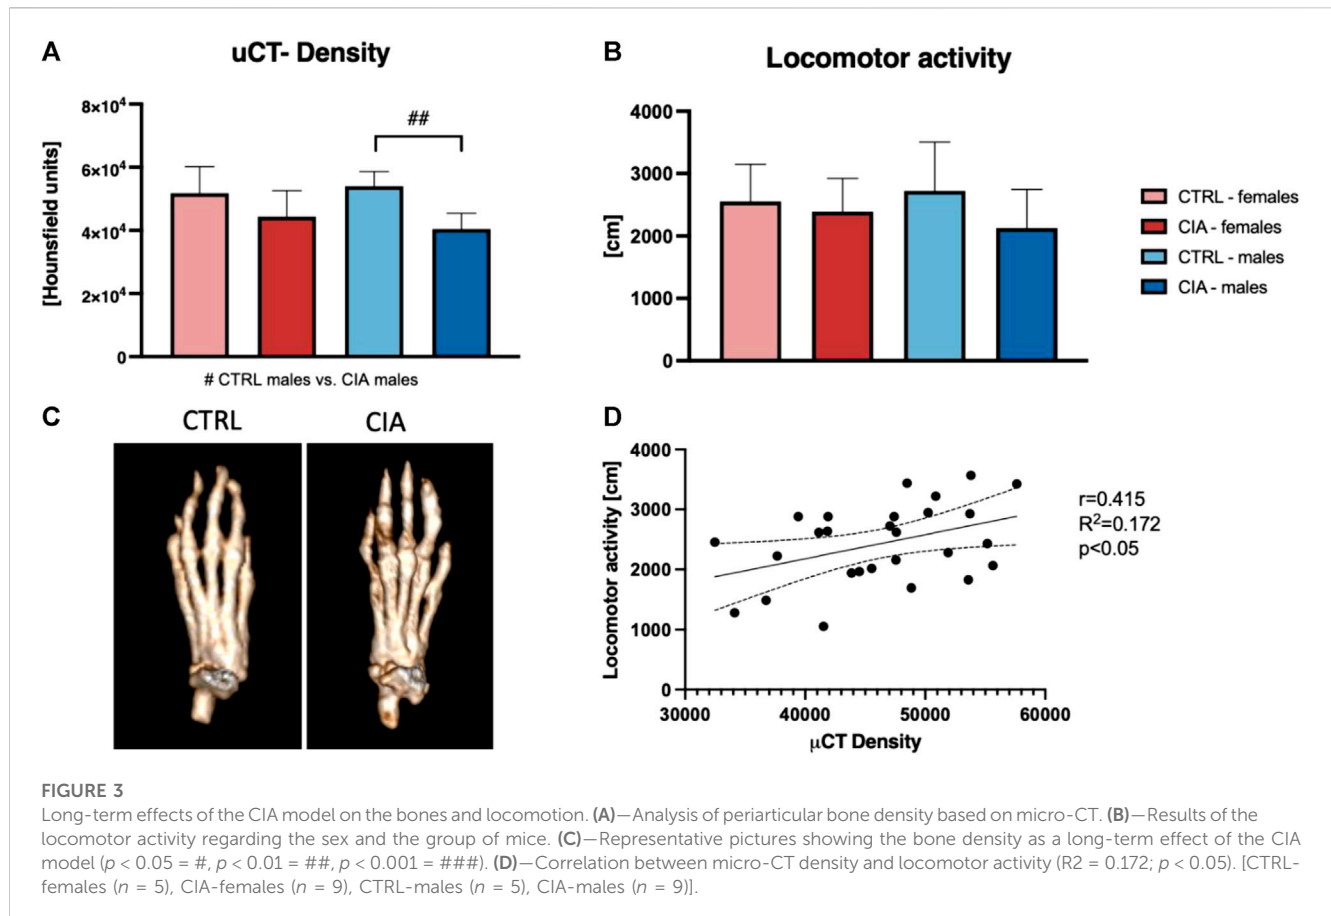 A
uCT- Density
[Hounsfield units]
8×10⁴
6×10⁴
4×10⁴
2×10⁴
0
##
# CTRL males vs. CIA males
B
Locomotor activity
[cm]
4000
3000
2000
1000
0
CTRL - females
CIA - females
CTRL - males
CIA - males
C
CTRL
CIA
D
Locomotor activity [cm]
4000
3000
2000
1000
0
30000
40000
50000
60000
μCT Density
r=0.415
R²=0.172
p<0.05
FIGURE 3
Long-term effects of the CIA model on the bones and locomotion. (A)—Analysis of periarticular bone density based on micro-CT. (B)—Results of the
locomotor activity regarding the sex and the group of mice. (C)—Representative pictures showing the bone density as a long-term effect of the CIA
model (p < 0.05 = #, p < 0.01 = ##, p < 0.001 = ###). (D)—Correlation between micro-CT density and locomotor activity (R2 = 0.172; p < 0.05). [CTRL-
females (n = 5), CIA-females (n = 9), CTRL-males (n = 5), CIA-males (n = 9)].